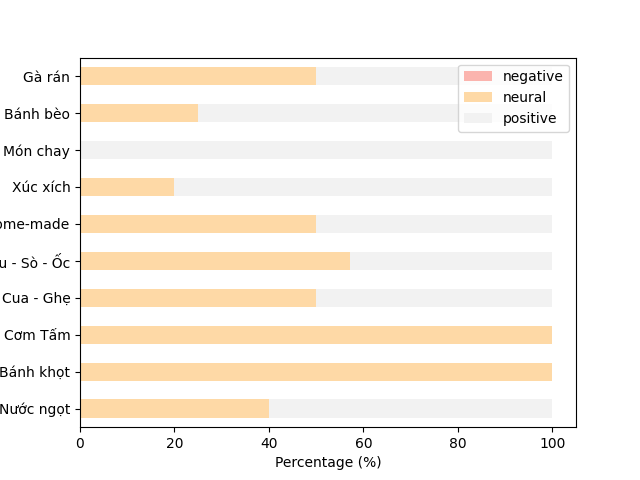 Gà rán
Bánh bèo
Món chay
Xúc xích
ome-made
u - Sò - Ốc
Cua - Ghẹ
Cơm Tấm
Bánh khọt
Nước ngọt
negative
neural
positive
0 20 40 60 80 100
Percentage (%)